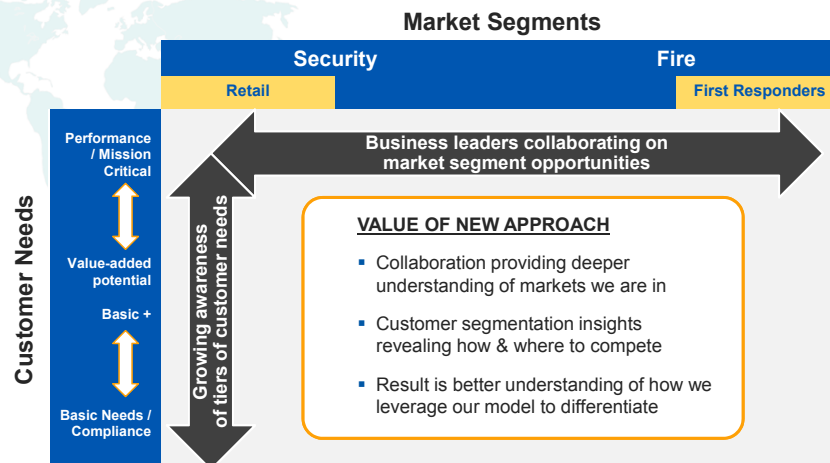 Market Segments
Security
Fire
Retail
First Responders
Customer Needs
Performance
/ Mission
Critical
Value-added
potential
Basic +
Basic Needs /
Compliance
Business leaders collaborating on
market segment opportunities
Growing awareness
of tiers of customer needs
VALUE OF NEW APPROACH
▪ Collaboration providing deeper
understanding of markets we are in
▪ Customer segmentation insights
revealing how & where to compete
▪ Result is better understanding of how we
leverage our model to differentiate